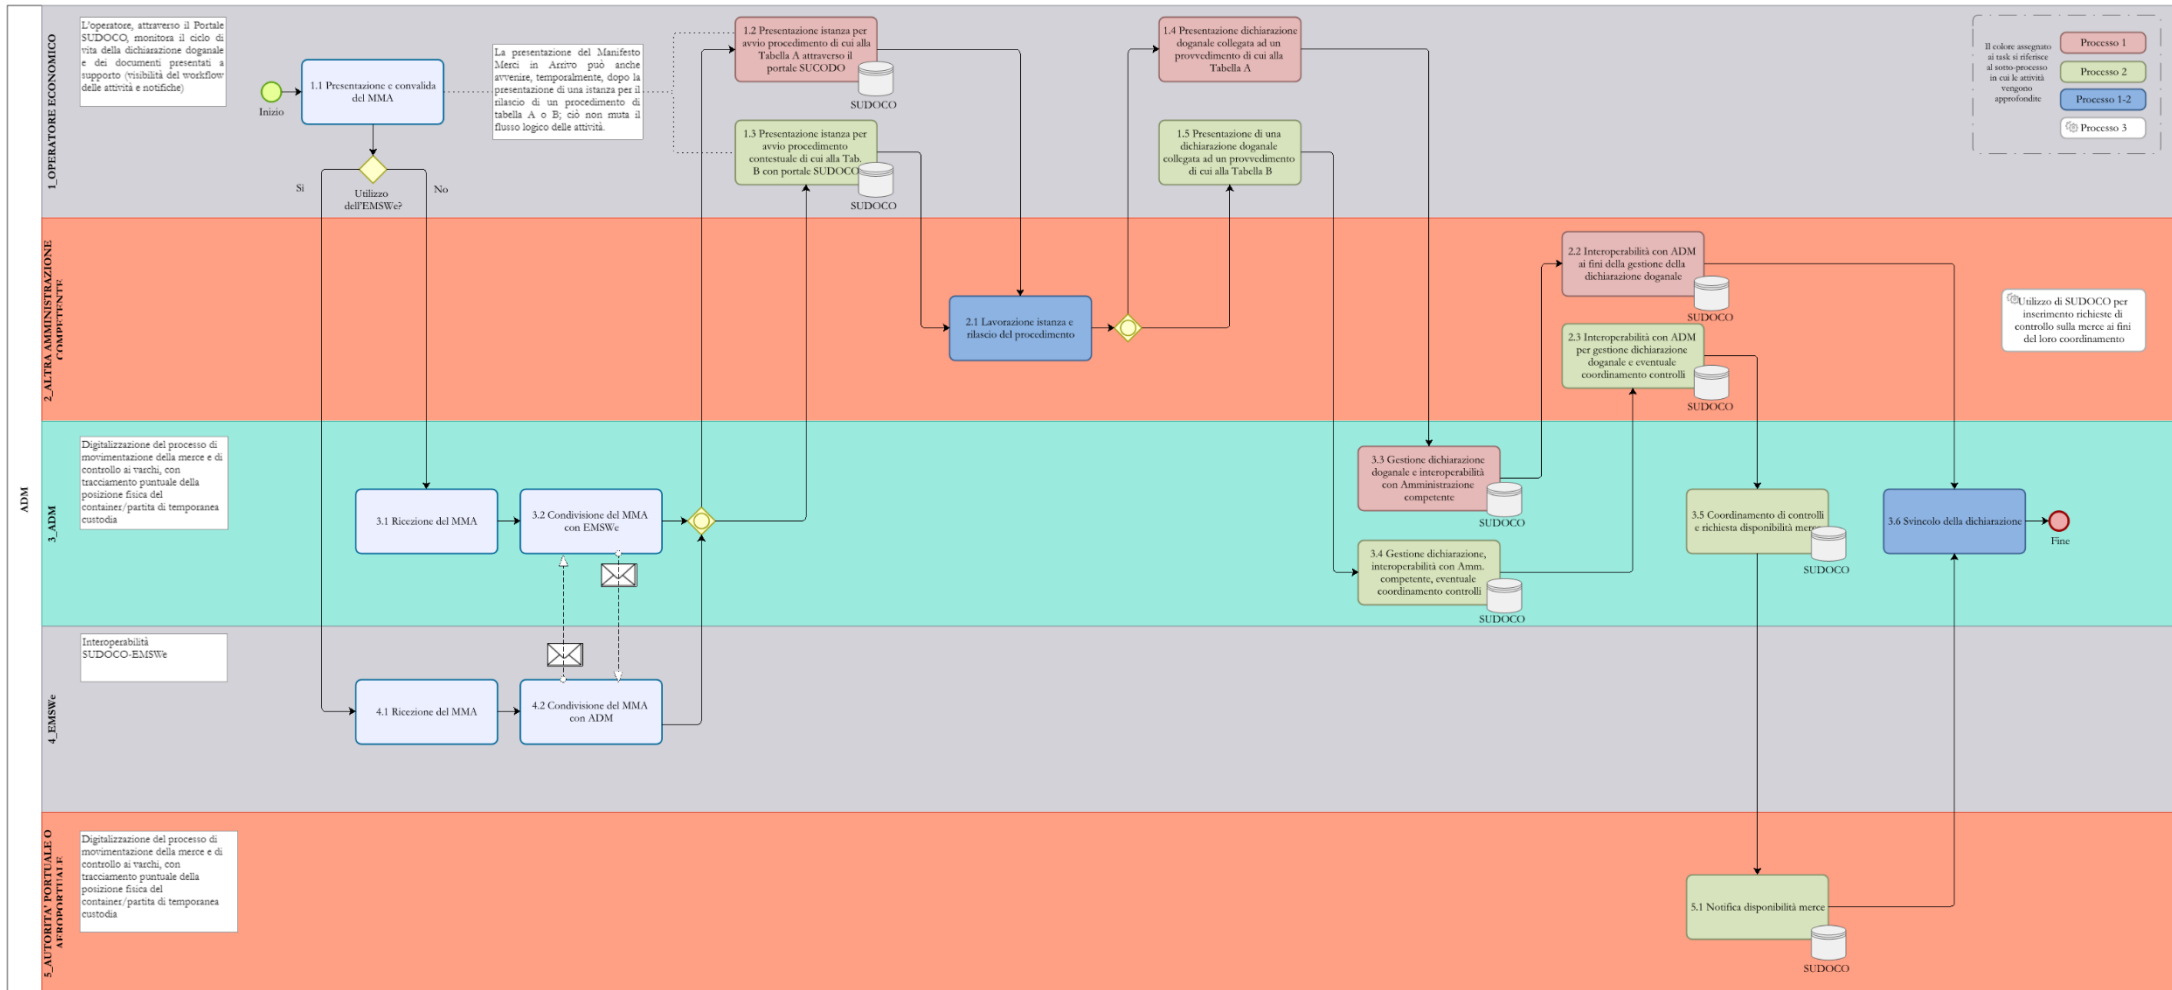 ADM
1_OPERATORE ECONOMICO
L'operatore, attraverso il Portale
SUDOCO, monitora il ciclo di
vita della dichiarazione doganale
e dei documenti presentati a
supporto (visibilità del workflow
delle attività e notifiche)
Inizio
1.1 Presentazione e convalida
del MMA
Utilizzo
dell'EMSWe?
Si
No
La presentazione del Manifesto
Merci in Arrivo può anche
avvenire, temporalmente, dopo la
presentazione di una istanza per il
rilascio di un procedimento di
tabella A o B; ciò non muta il
flusso logico delle attività.
1.2 Presentazione istanza per
avvio procedimento di cui alla
Tabella A attraverso il
portale SUCODO
SUDOCO
1.3 Presentazione istanza per
avvio procedimento
contestuale di cui alla Tab.
B con portale SUDOCO
SUDOCO
1.4 Presentazione dichiarazione
doganale collegata ad un
provvedimento di cui alla
Tabella A
1.5 Presentazione di una
dichiarazione doganale
collegata ad un provvedimento
di cui alla Tabella B
Il colore assegnato
ai task si riferisce
al sotto-processo
in cui le attività
vengono
approfondite
Processo 1
Processo 2
Processo 1-2
Processo 3
2_ALTRA AMMINISTRAZIONE
COMPETENTE
2.1 Lavorazione istanza e
rilascio del procedimento
2.2 Interoperabilità con ADM
ai fini della gestione della
dichiarazione doganale
SUDOCO
2.3 Interoperabilità con ADM
per gestione dichiarazione
doganale e eventuale
coordinamento controlli
SUDOCO
Utilizzo di SUDOCO per
inserimento richieste di
controllo sulla merce ai fini
del loro coordinamento
3_ADM
Digitalizzazione del processo di
movimentazione della merce e di
controllo ai varchi, con
tracciamento puntuale della
posizione fisica del
container/partita di temporanea
custodia
3.1 Ricezione del MMA
3.2 Condivisione del MMA
con EMSWe
3.3 Gestione dichiarazione
doganale e interoperabilità
con Amministrazione
competente
SUDOCO
3.4 Gestione dichiarazione,
interoperabilità con Amm.
competente, eventuale
coordinamento controlli
SUDOCO
3.5 Coordinamento di controlli
e richiesta disponibilità merce
SUDOCO
3.6 Svincolo della dichiarazione
Fine
4_EMSWe
Interoperabilità
SUDOCO-EMSWe
4.1 Ricezione del MMA
4.2 Condivisione del MMA
con ADM
5_AUTORITA' PORTUALE O
AEROPORTUALE
Digitalizzazione del processo di
movimentazione della merce e di
controllo ai varchi, con
tracciamento puntuale della
posizione fisica del
container/partita di temporanea
custodia
5.1 Notifica disponibilità merce
SUDOCO